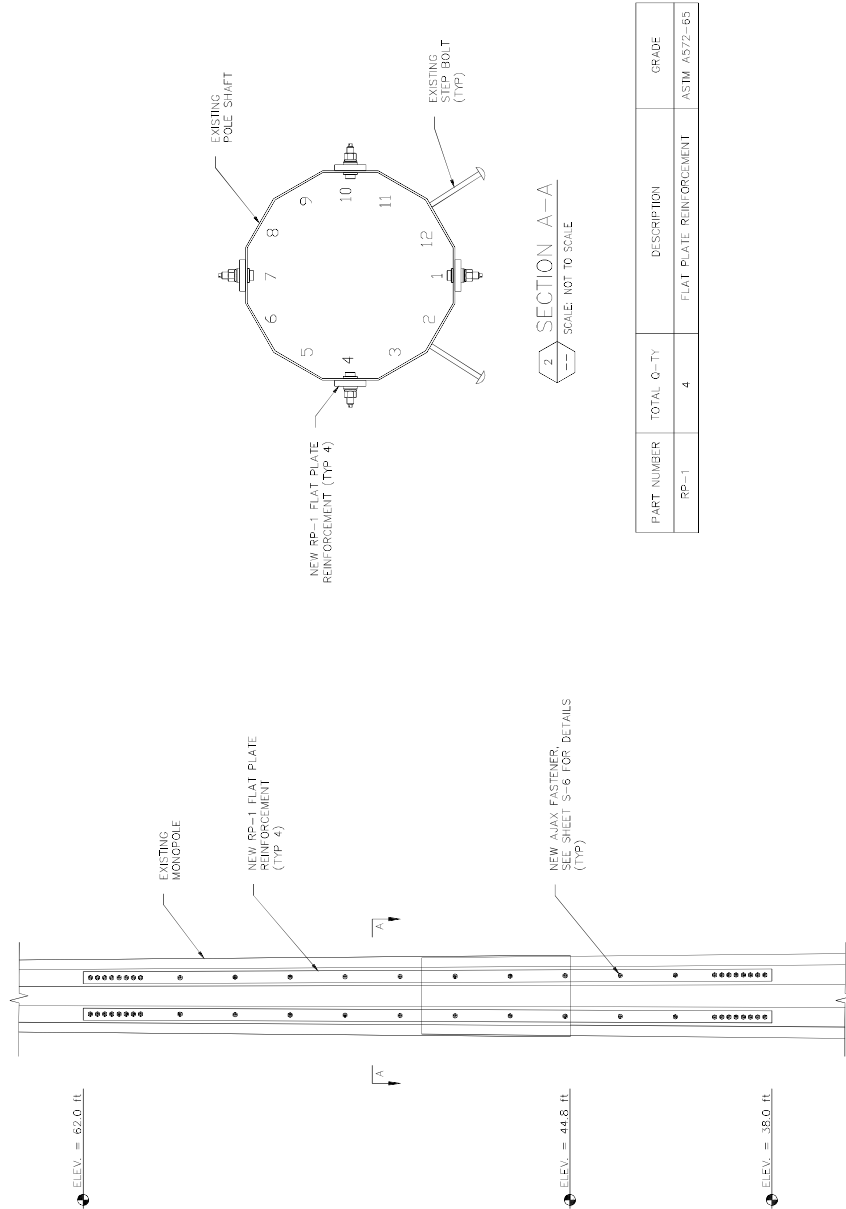 ELEV. = 62.0 ft
ELEV. = 44.8 ft
ELEV. = 38.0 ft
A
A
EXISTING
MONOPOLE
NEW RP-1 FLAT PLATE
REINFORCEMENT
(TYP 4)
NEW AJAX FASTENER,
SEE SHEET S-6 FOR DETAILS
(TYP)
NEW RP-1 FLAT PLATE
REINFORCEMENT (TYP 4)
EXISTING
POLE SHAFT
EXISTING
STEP BOLT
(TYP)
1
2
3
4
5
6
7
8
9
10
11
12
2
--
SECTION A-A
SCALE: NOT TO SCALE
PART NUMBER TOTAL Q-TY DESCRIPTION GRADE
RP-1 4 FLAT PLATE REINFORCEMENT ASTM A572-65